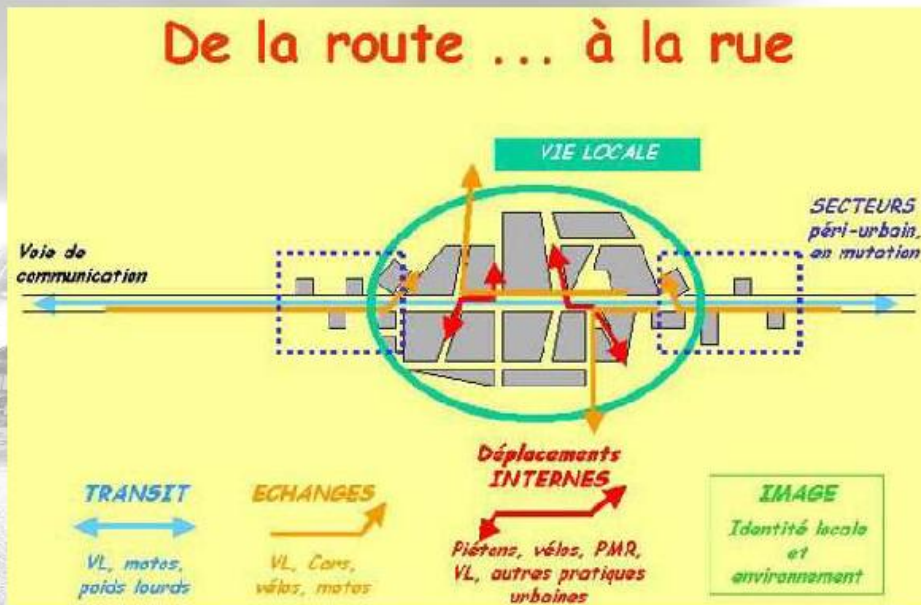 De la route ... à la rue
VIE LOCALE
SECTEURS
péri-urbain,
en mutation
Voie de
communication
Déplacements
INTERNES
TRANSIT
VL, motos,
poids lourds
ECHANGES
VL, Cars,
vélos, motos
Piétons, vélos, PMR,
VL, autres pratiques
urbaines
IMAGE
Identité locale
et
environnement